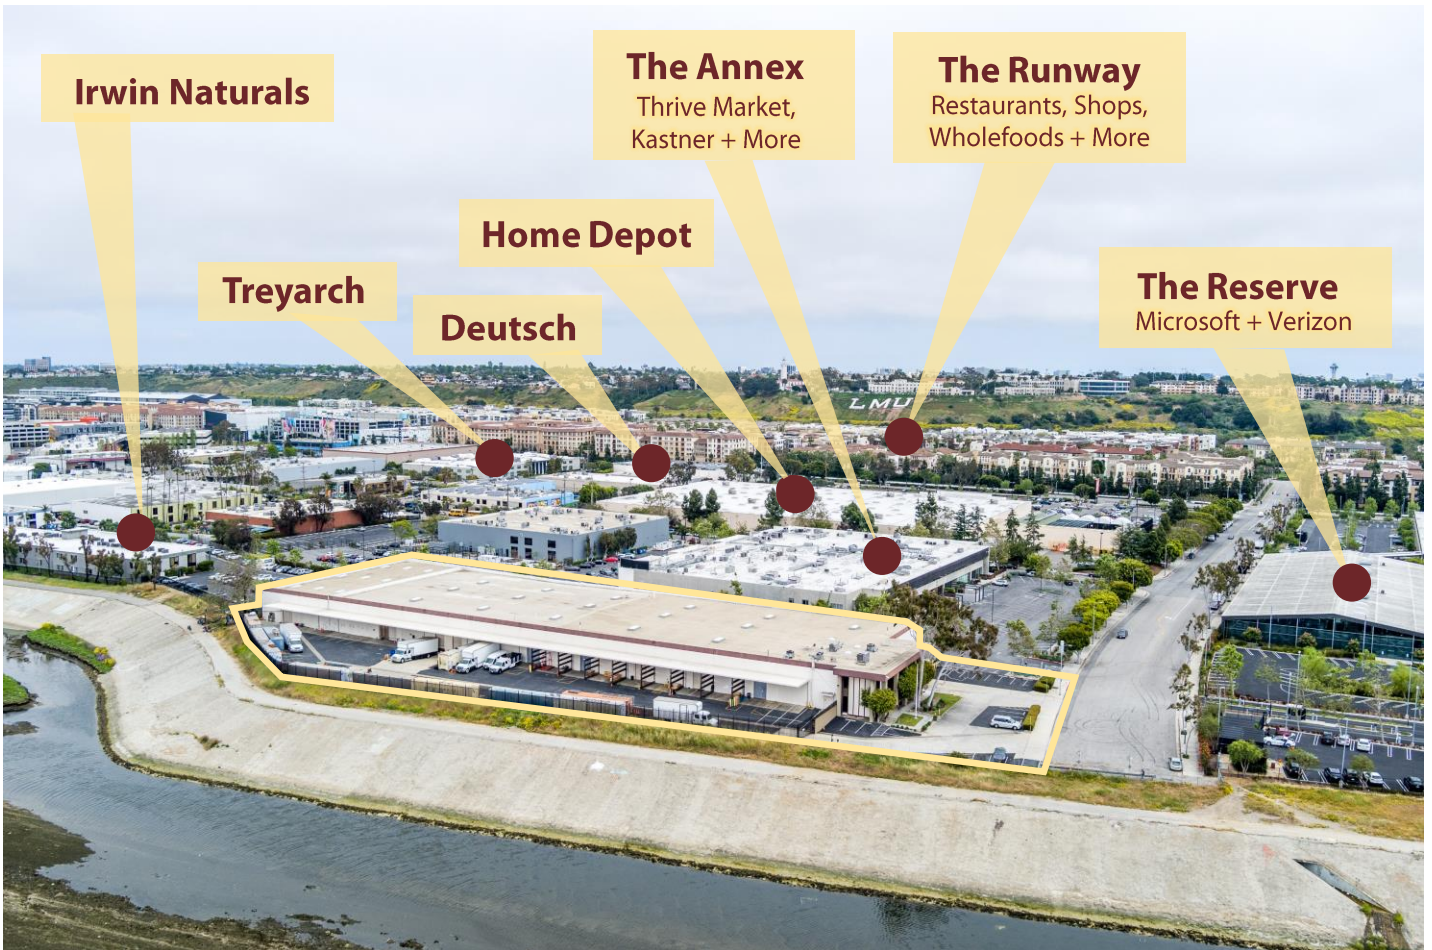 Irwin Naturals
The Annex
Thrive Market,
Kastner + More
The Runway
Restaurants, Shops,
Wholefoods + More
Home Depot
Treyarch
Deutsch
The Reserve
Microsoft + Verizon
LMU